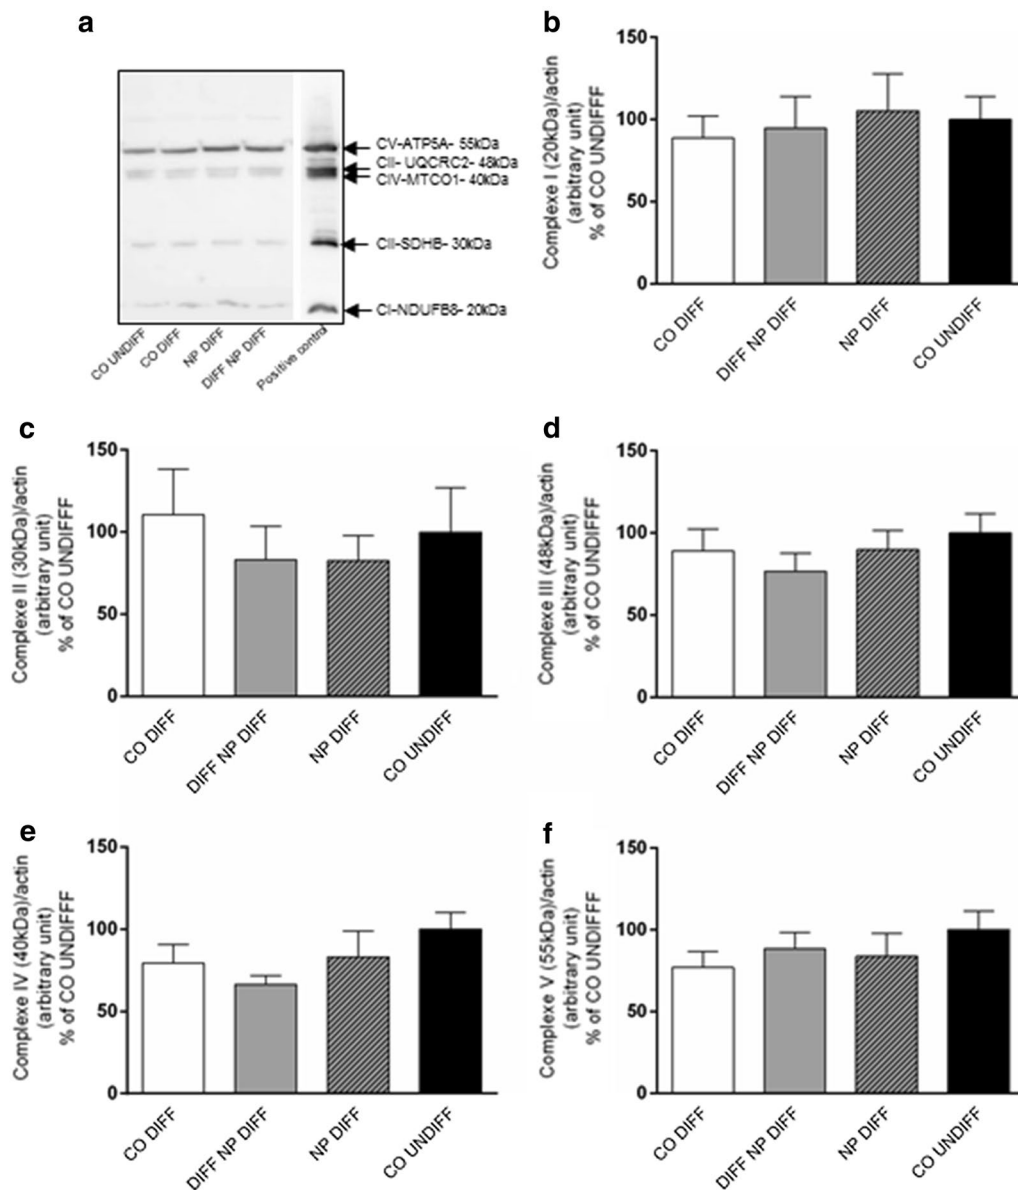 a
CV-ATP5A- 55kDa
CII- UQCRC2- 48kDa
CIV-MTCO1- 40kDa
CII-SDHB- 30kDa
CI-NDUFB8- 20kDa
CO UNDIFF
CO DIFF
NP DIFF
DIFF NP DIFF
Positive control
b
Complexe I (20kDa)/actin
(arbitrary unit)
% of CO UNDIFFF
150
100
50
0
CO DIFF
DIFF NP DIFF
NP DIFF
CO UNDIFF
c
Complexe II (30kDa)/actin
(arbitrary unit)
% of CO UNDIFFF
150
100
50
0
CO DIFF
DIFF NP DIFF
NP DIFF
CO UNDIFF
d
Complexe III (48kDa)/actin
(arbitrary unit)
% of CO UNDIFFF
150
100
50
0
CO DIFF
DIFF NP DIFF
NP DIFF
CO UNDIFF
e
Complexe IV (40kDa)/actin
(arbitrary unit)
% of CO UNDIFFF
150
100
50
0
CO DIFF
DIFF NP DIFF
NP DIFF
CO UNDIFF
f
Complexe V (55kDa)/actin
(arbitrary unit)
% of CO UNDIFFF
150
100
50
0
CO DIFF
DIFF NP DIFF
NP DIFF
CO UNDIFF